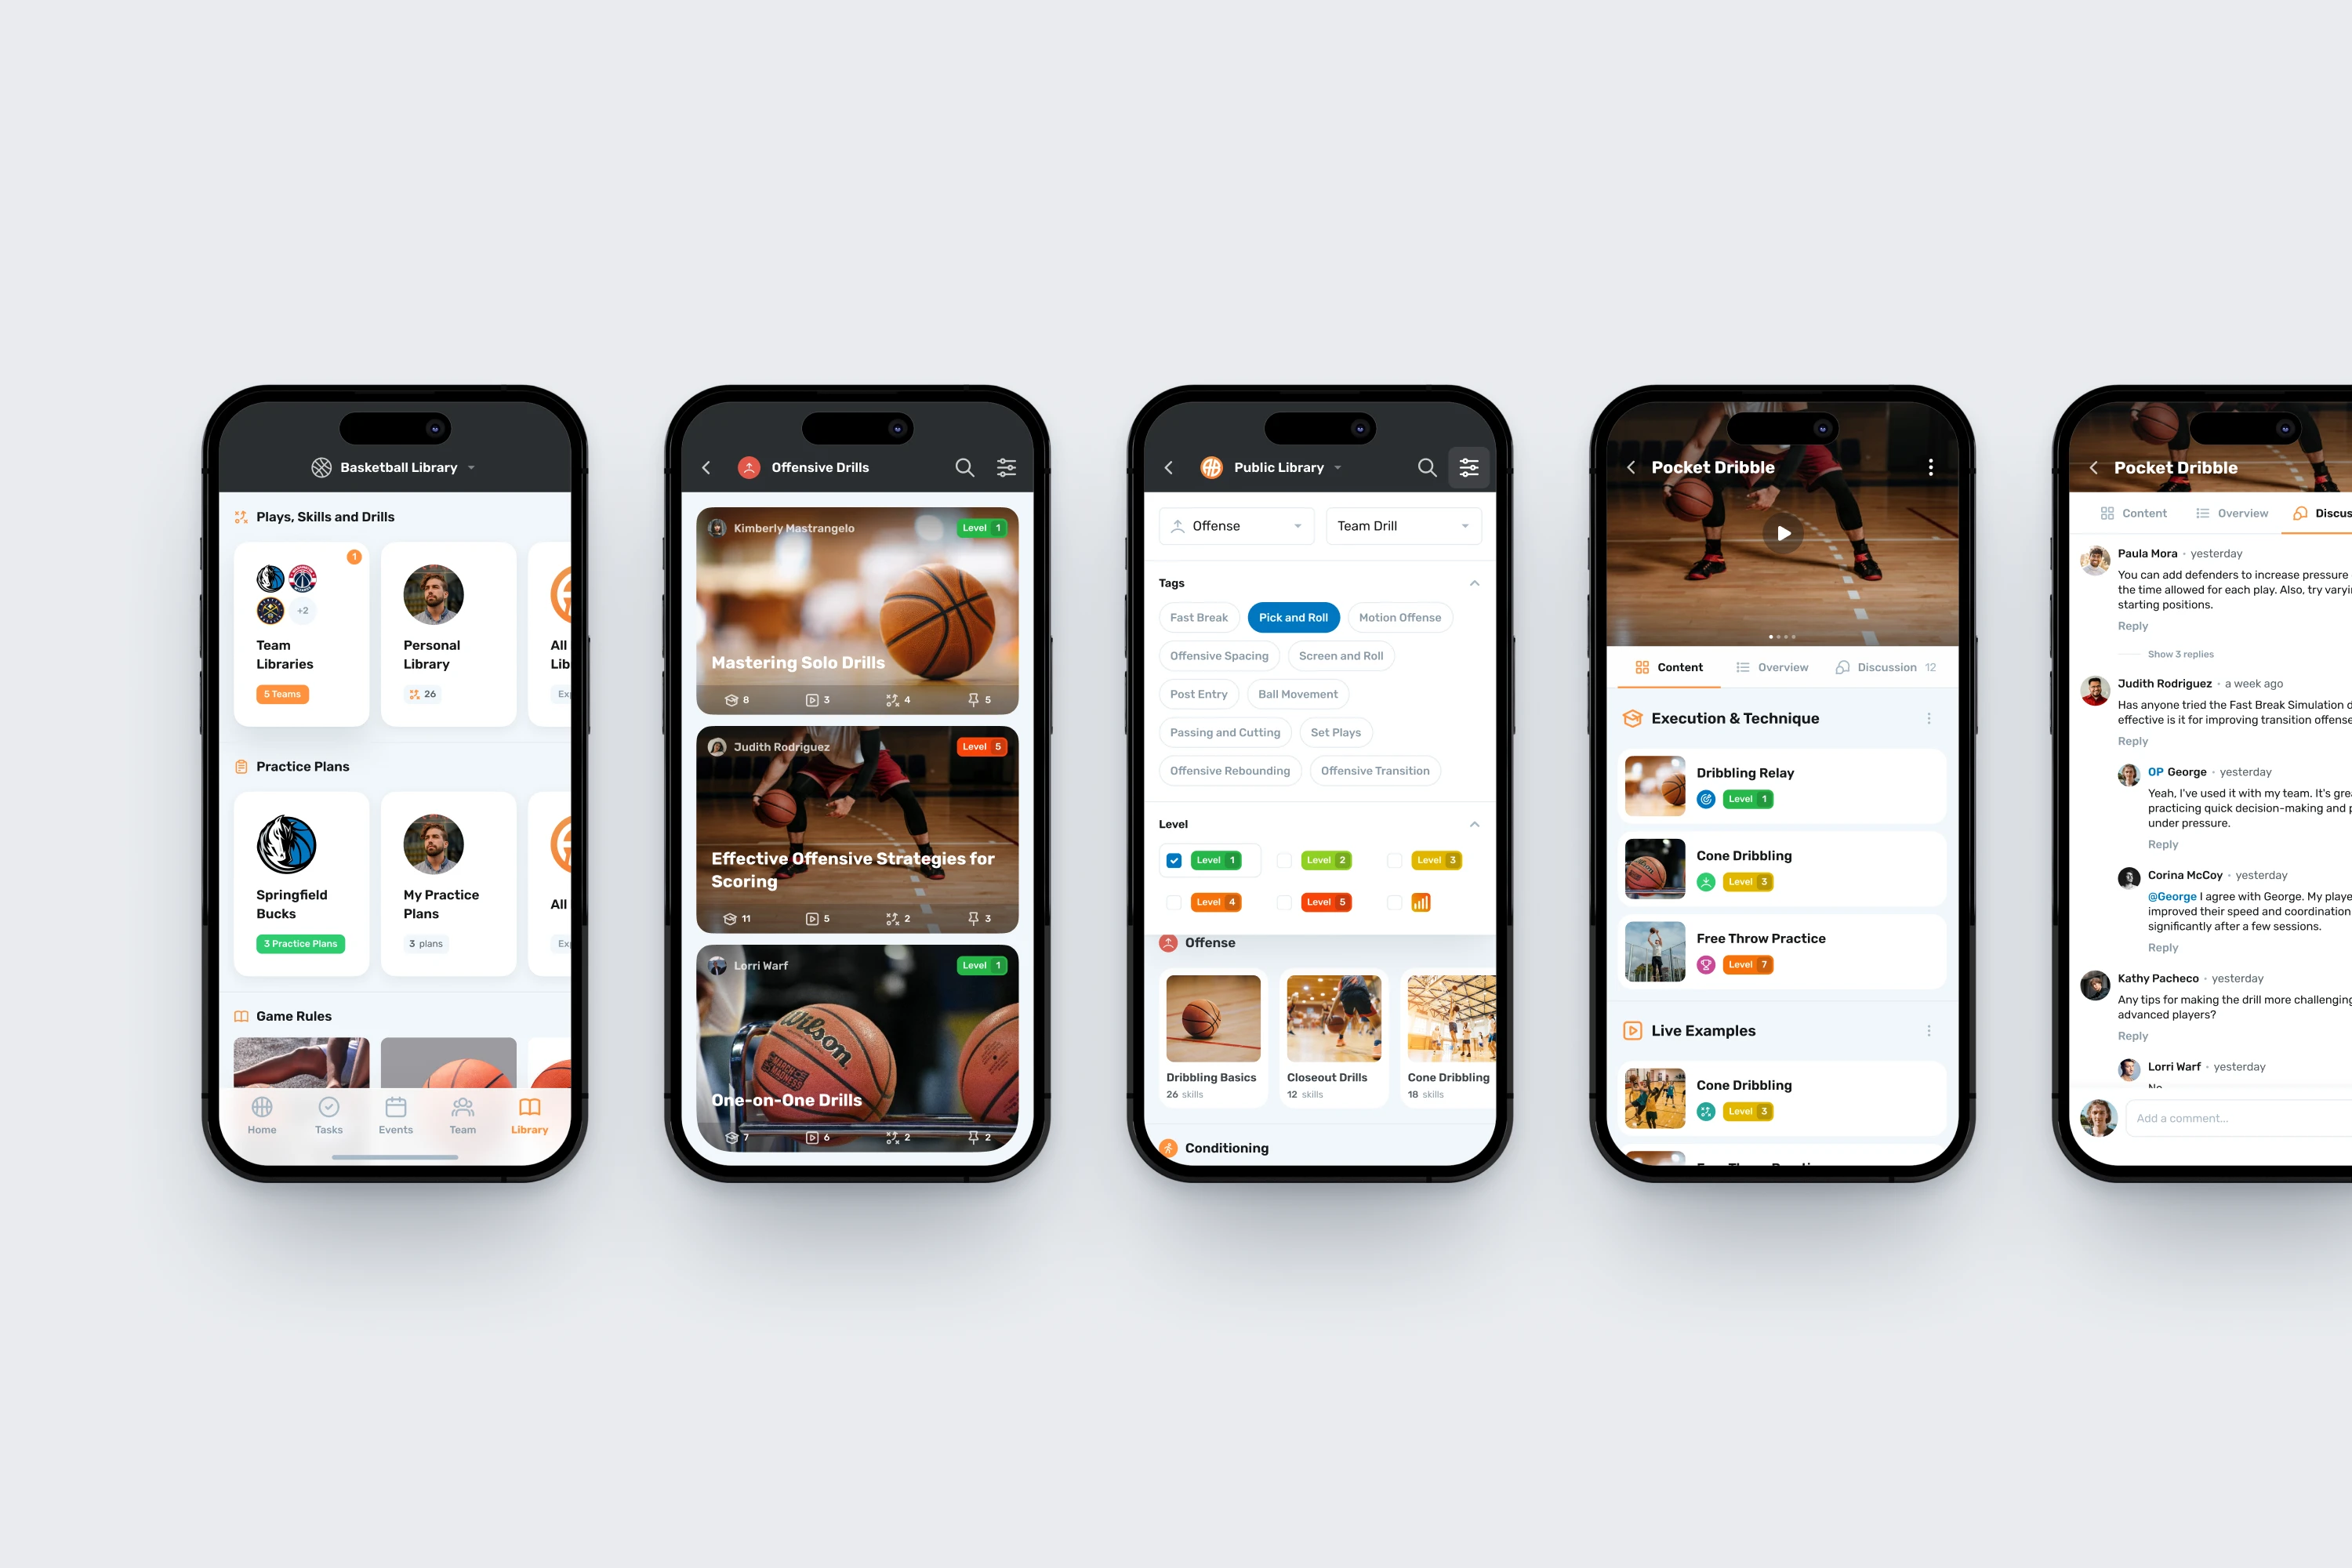 Basketball Library
Plays, Skills and Drills
1
+2
Team
Libraries
5 Teams
Personal
Library
26
All
Lib
Exp
Practice Plans
Springfield
Bucks
3 Practice Plans
My Practice
Plans
3 plans
All
Exp
Game Rules
Home
Tasks
Events
Team
Library
Offensive Drills
Kimberly Mastrangelo
Level 1
Mastering Solo Drills
8
3
4
5
Judith Rodriguez
Level 5
Effective Offensive Strategies for
Scoring
11
5
2
3
Lorri Warf
Level 1
Wilson
One-on-One Drills
7
6
2
2
Public Library
Offense
Team Drill
Tags
Fast Break
Pick and Roll
Motion Offense
Offensive Spacing
Screen and Roll
Post Entry
Ball Movement
Passing and Cutting
Set Plays
Offensive Rebounding
Offensive Transition
Level
Level 1
Level 2
Level 3
Level 4
Level 5
Offense
Dribbling Basics
26 skills
Closeout Drills
12 skills
Cone Dribbling
18 skills
Conditioning
Pocket Dribble
Content
Overview
Discussion 12
Execution & Technique
Dribbling Relay
Level 1
Cone Dribbling
Level 3
Free Throw Practice
Level 7
Live Examples
Cone Dribbling
Level 3
Pocket Dribble
Content
Overview
Discus
Paula Mora • yesterday
You can add defenders to increase pressure
the time allowed for each play. Also, try varyi
starting positions.
Reply
Show 3 replies
Judith Rodriguez • a week ago
Has anyone tried the Fast Break Simulation d
effective is it for improving transition offense
Reply
OP George • yesterday
Yeah, I've used it with my team. It's grea
practicing quick decision-making and p
under pressure.
Reply
Corina McCoy • yesterday
@George I agree with George. My playe
improved their speed and coordination
significantly after a few sessions.
Reply
Kathy Pacheco • yesterday
Any tips for making the drill more challenging
advanced players?
Reply
Lorri Warf • yesterday
No
Add a comment...